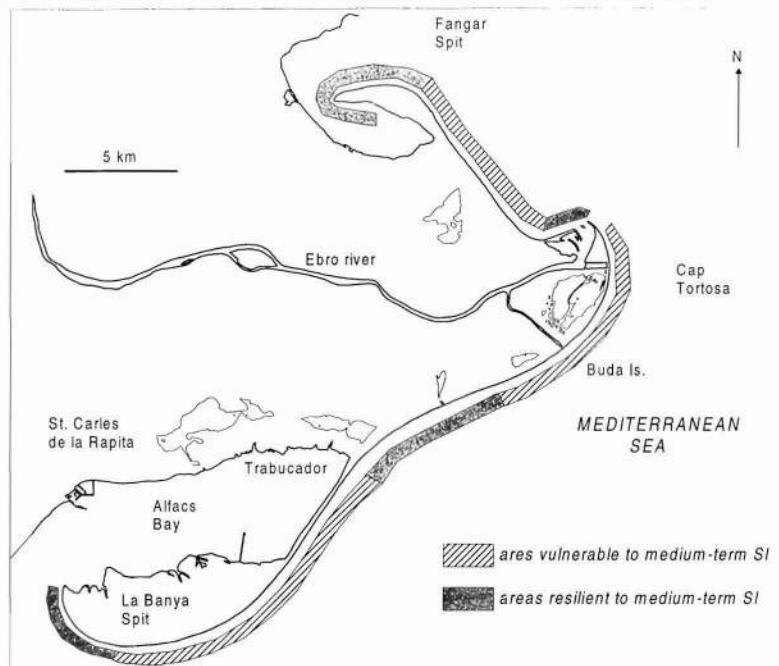 Fangar
Spit
N
5 km
Ebro river
Cap
Tortosa
Buda Is.
St. Carles
de la Rapita
MEDITERRANEAN
SEA
Trabucador
Alfacs
Bay
ares vulnerable to medium-term SI
La Banya
Spit
areas resilient to medium-term SI